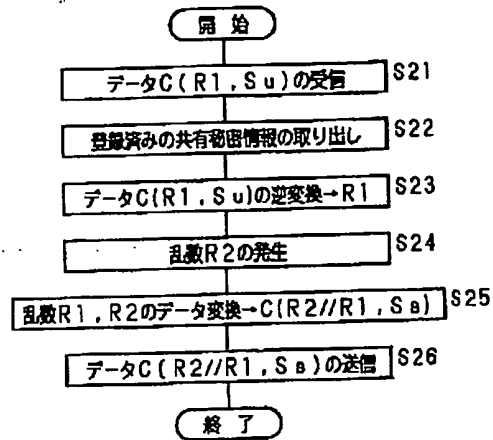 開始
データC(R1,Su)の受信 S21
登録済みの共有秘密情報の取り出し S22
データC(R1,Su)の逆変換→R1 S23
乱数R2の発生 S24
乱数R1,R2のデータ変換→C(R2//R1,SB) S25
データC(R2//R1,SB)の送信 S26
終了